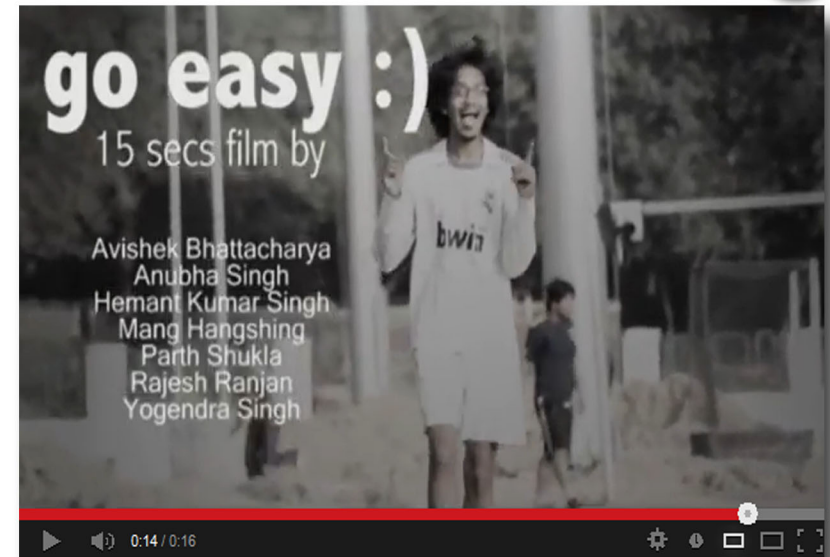 go easy :)
15 secs film by
Avishek Bhattacharya
Anubha Singh
Hemant Kumar Singh
Mang Hangshing
Parth Shukla
Rajesh Ranjan
Yogendra Singh
bwin
0:14 / 0:16